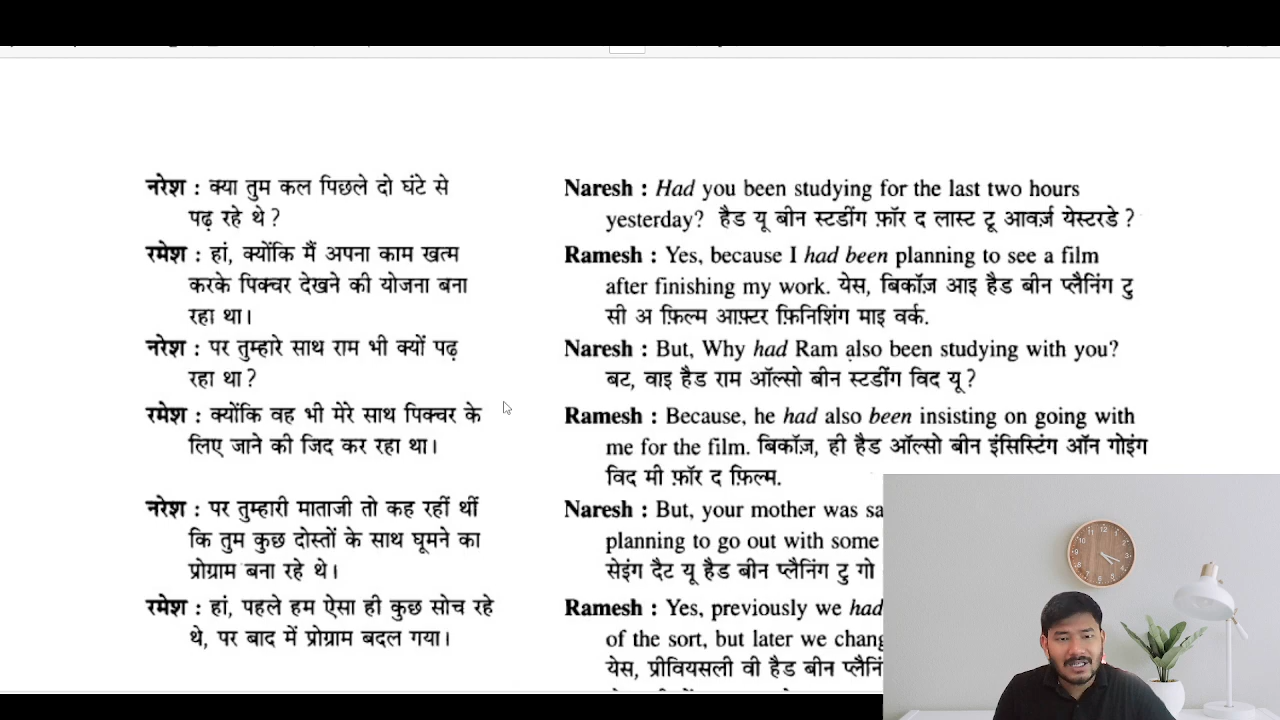 नरेश : क्या तुम कल पिछले दो घंटे से
पढ़ रहे थे ?
रमेश : हां, क्योंकि मैं अपना काम खत्म
करके पिक्चर देखने की योजना बना
रहा था।
नरेश : पर तुम्हारे साथ राम भी क्यों पढ़
रहा था ?
रमेश : क्योंकि वह भी मेरे साथ पिक्चर के
लिए जाने की जिद कर रहा था।
नरेश : पर तुम्हारी माताजी तो कह रहीं थीं
कि तुम कुछ दोस्तों के साथ घूमने का
प्रोग्राम बना रहे थे।
रमेश : हां, पहले हम ऐसा ही कुछ सोच रहे
थे, पर बाद में प्रोग्राम बदल गया।
Naresh : Had you been studying for the last two hours
yesterday? हैड यू बीन स्टडींग फ़ॉर द लास्ट टू आवर्ज़ येस्टरडे ?
Ramesh : Yes, because I had been planning to see a film
after finishing my work. येस, बिकॉज़ आइ हैड बीन प्लैनिंग टु
सी अ फ़िल्म आफ़्टर फ़िनिशिंग माइ वर्क.
Naresh : But, Why had Ram also been studying with you?
बट, वाइ हैड राम ऑल्सो बीन स्टडींग विद यू ?
Ramesh : Because, he had also been insisting on going with
me for the film. बिकॉज़, ही हैड ऑल्सो बीन इंसिस्टिंग ऑन गोइंग
विद मी फ़ॉर द फ़िल्म.
Naresh : But, your mother was sa
planning to go out with some
सेइंग दैट यू हैड बीन प्लैनिंग टु गो
Ramesh : Yes, previously we had
of the sort, but later we chang
येस, प्रीवियसली वी हैड बीन प्लैनिं